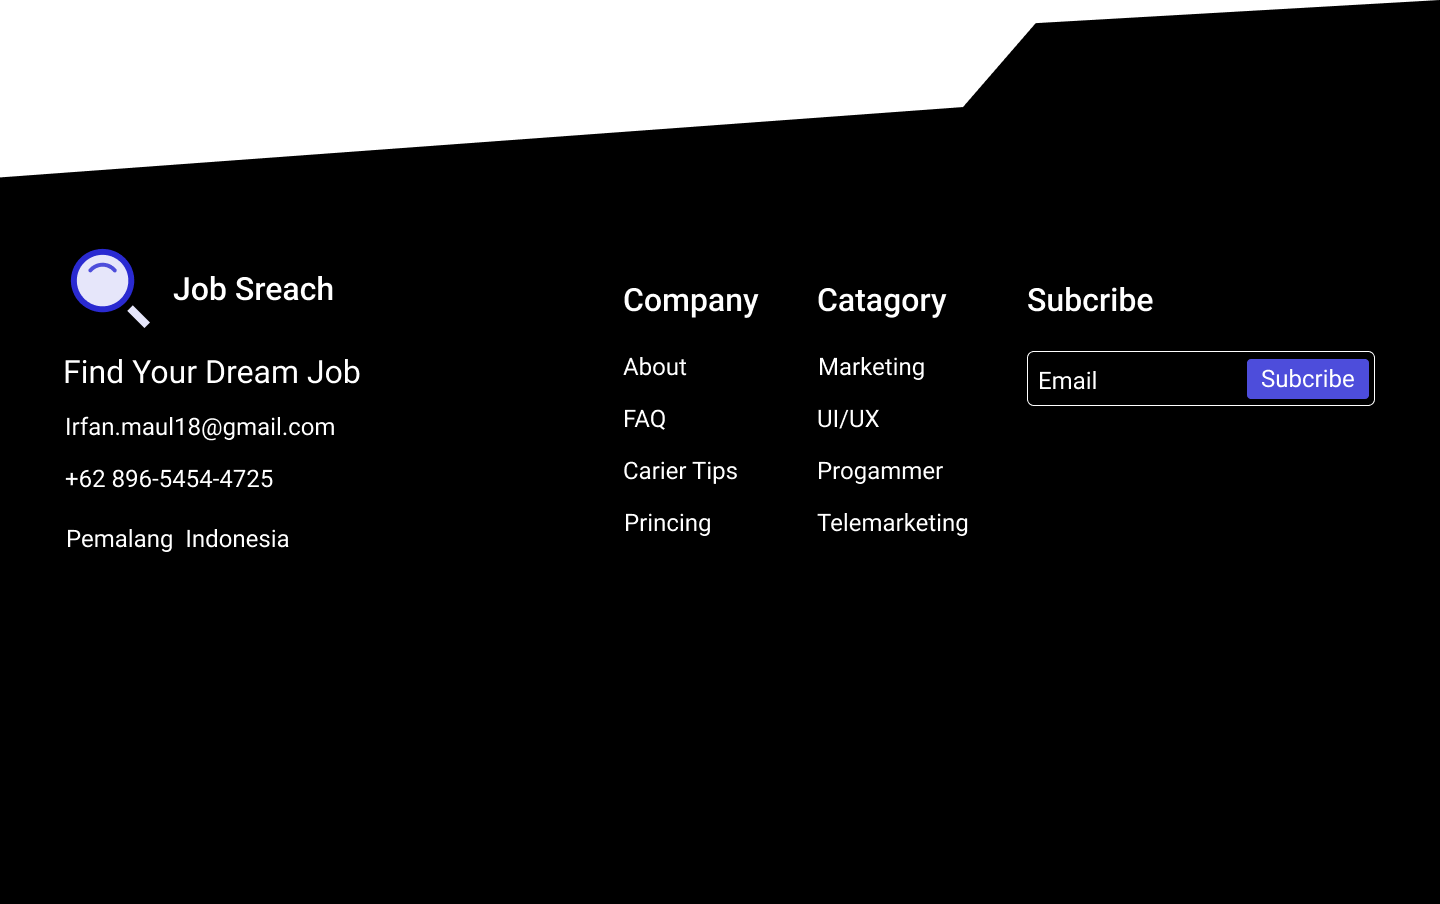 Job Sreach
Find Your Dream Job
Irfan.maul18@gmail.com
+62 896-5454-4725
Pemalang  Indonesia
Company
About
FAQ
Carier Tips
Princing
Catagory
Marketing
UI/UX
Progammer
Telemarketing
Subcribe
Email
Subcribe